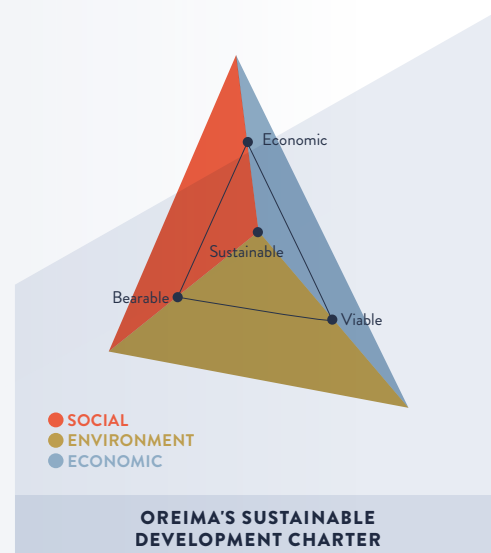 Economic
Sustainable
Bearable
Viable
SOCIAL
ENVIRONMENT
ECONOMIC
OREIMA'S SUSTAINABLE
DEVELOPMENT CHARTER